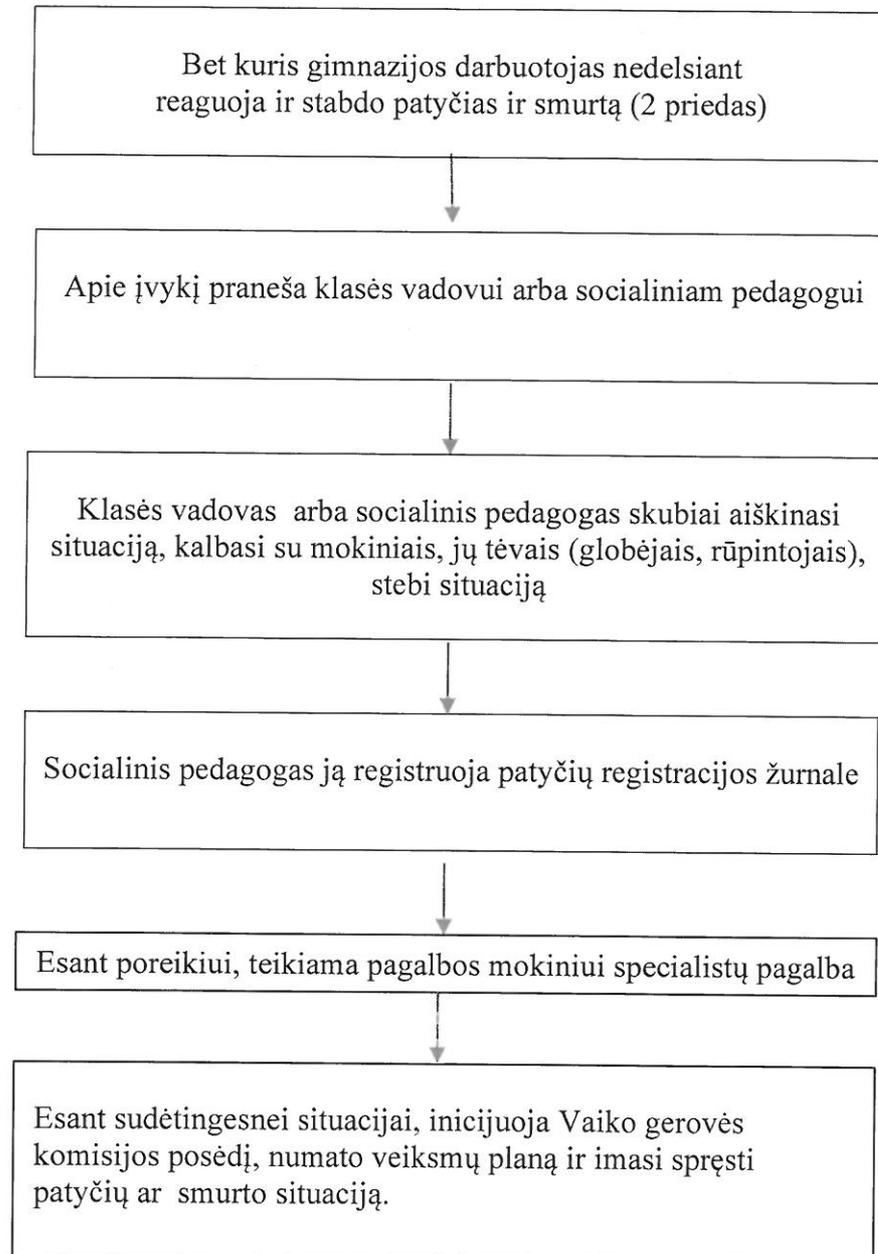 Bet kuris gimnazijos darbuotojas nedelsiant
reaguoja ir stabdo patyčias ir smurtą (2 priedas)
Apie įvykį praneša klasės vadovui arba socialiniam pedagogui
Klasės vadovas arba socialinis pedagogas skubiai aiškinasi
situaciją, kalbasi su mokiniais, jų tėvais (globėjais, rūpintojais),
stebi situaciją
Socialinis pedagogas ją registruoja patyčių registracijos žurnale
Esant poreikiui, teikiama pagalbos mokiniui specialistų pagalba
Esant sudėtingesnei situacijai, inicijuoja Vaiko gerovės
komisijos posėdį, numato veiksmų planą ir imasi spręsti
patyčių ar smurto situaciją.